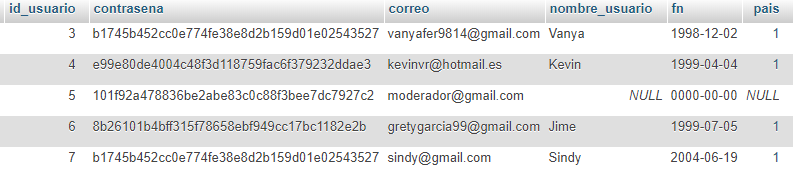 id_usuario contrasena correo nombre_usuario fn pais
3 b1745b452cc0e774fe38e8d2b159d01e02543527 vanyafer9814@gmail.com Vanya 1998-12-02 1
4 e99e80de4004c48f3d118759fac6f379232ddae3 kevinvr@hotmail.es Kevin 1999-04-04 1
5 101f92a478836be2abe83c0c88f3bee7dc7927c2 moderador@gmail.com NULL 0000-00-00 NULL
6 8b26101b4bff315f78658ebf949cc17bc1182e2b gretygarcia99@gmail.com Jime 1999-07-05 1
7 b1745b452cc0e774fe38e8d2b159d01e02543527 sindy@gmail.com Sindy 2004-06-19 1